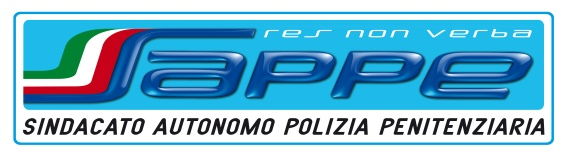 res non verba
Sappe
SINDACATO AUTONOMO POLIZIA PENITENZIARIA